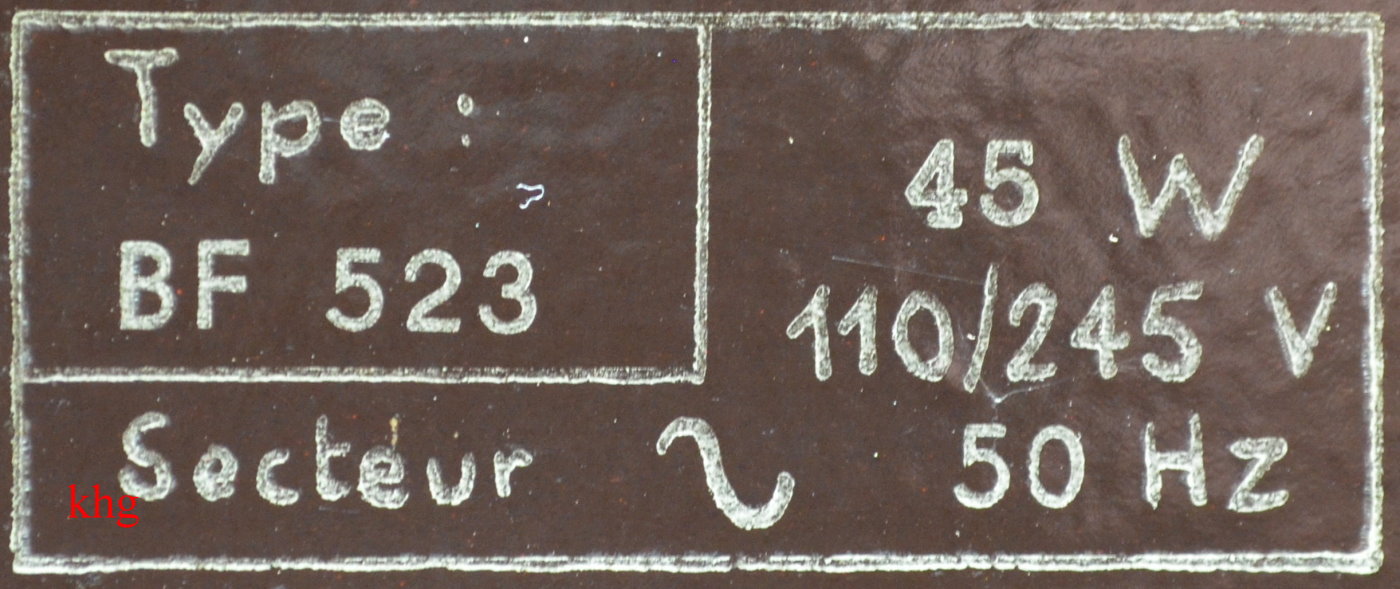 Type :
BF 523
45 W
110/245 V
Secteur ~ 50 Hz
khg